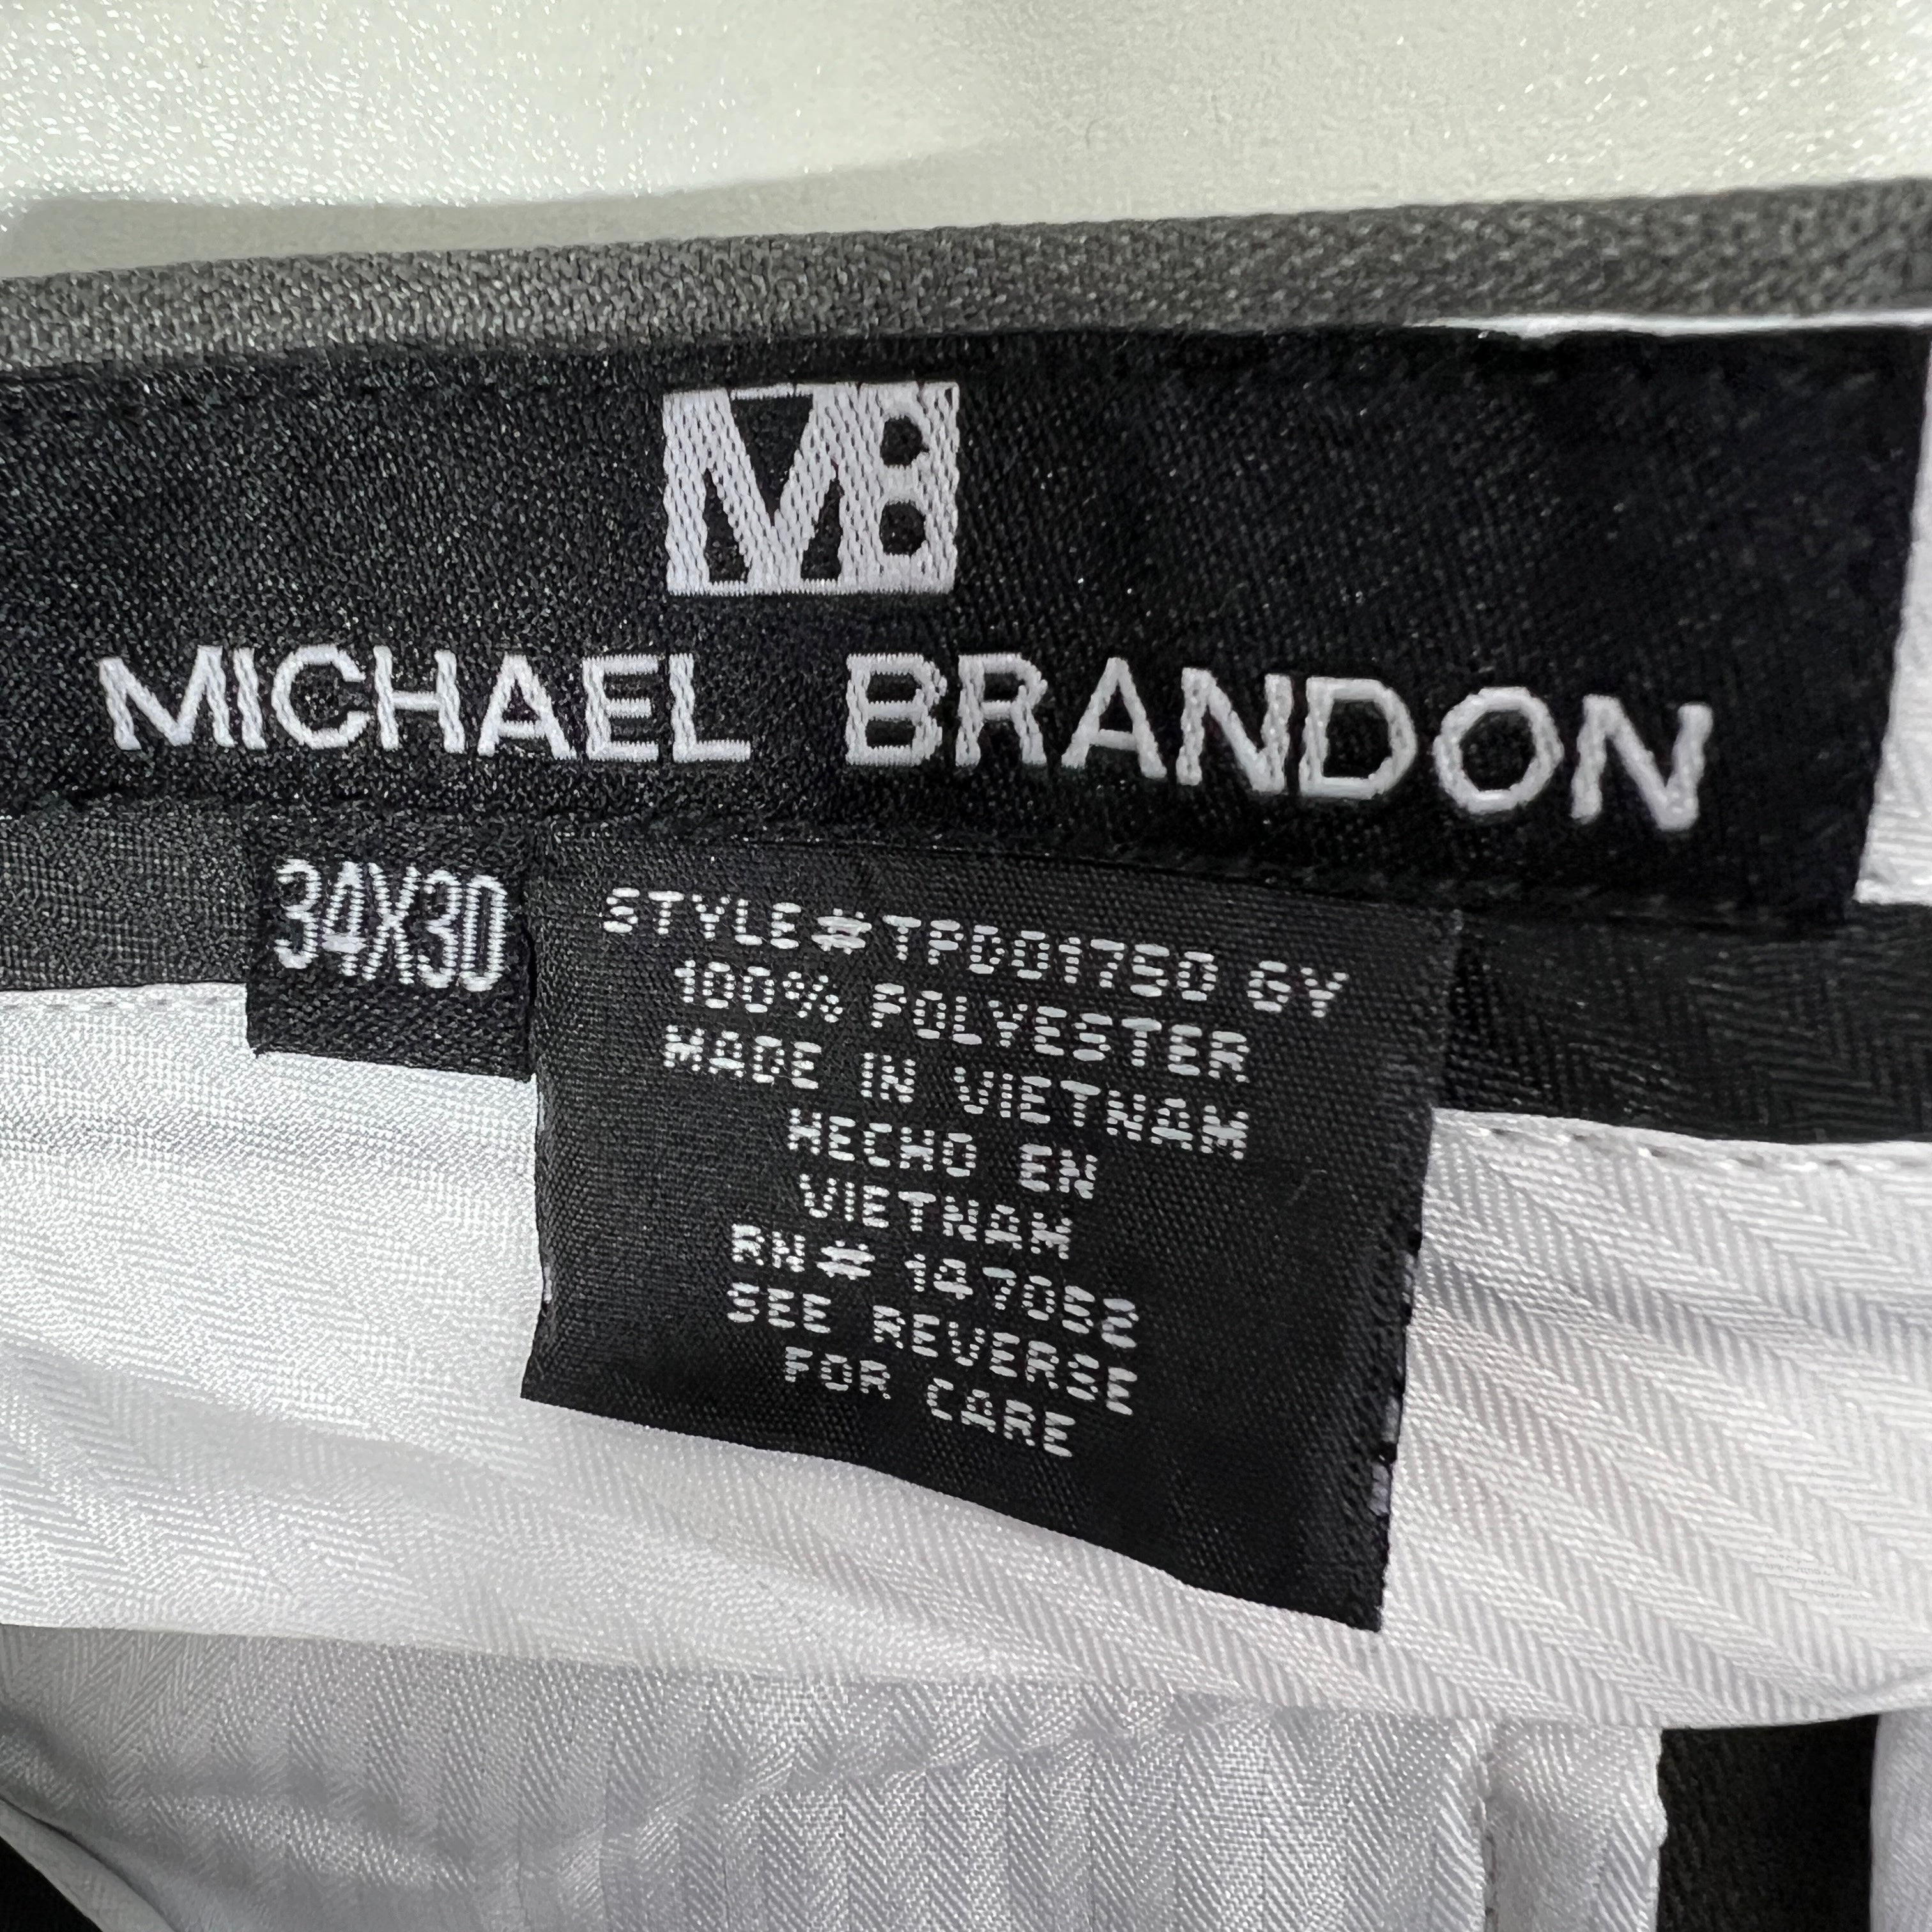 MB
MICHAEL BRANDON
34X30
STYLE#TPD01750 GY
100% POLYESTER
MADE IN VIETNAM
HECHO EN
VIETNAM
RN# 147052
SEE REVERSE
FOR CARE